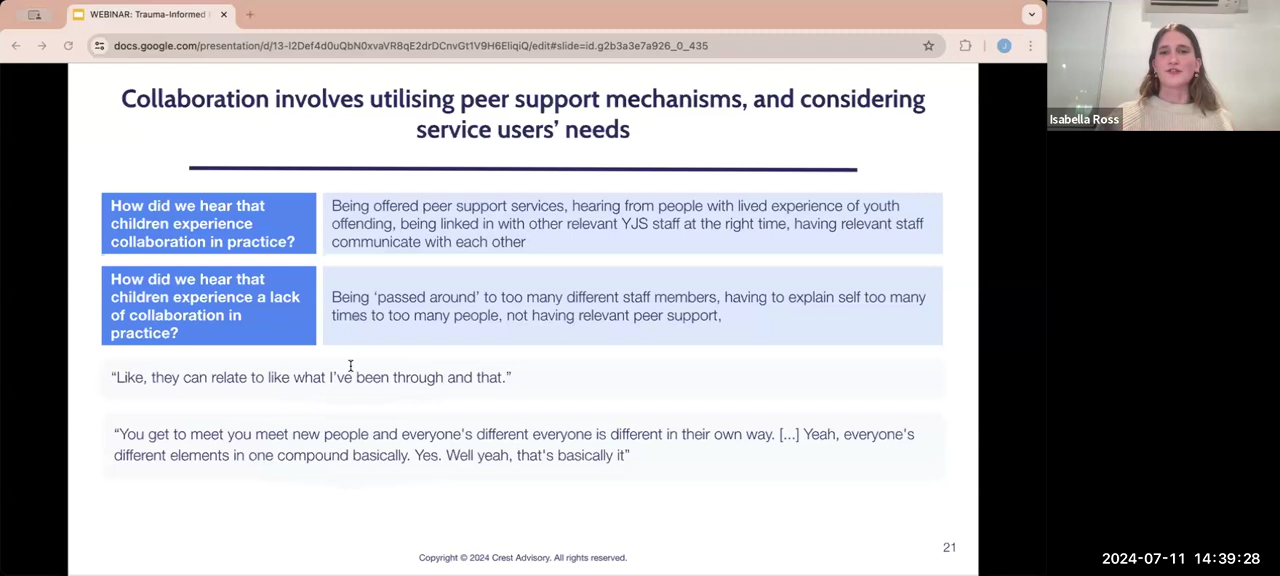 WEBINAR: Trauma-Informed
docs.google.com/presentation/d/13-I2Def4d0uQbN0xvaVR8qE2drDCnvGt1V9H6EIiqiQ/edit#slide=id.g2b3a3e7a926_0_435
J
Isabella Ross
Collaboration involves utilising peer support mechanisms, and considering
service users’ needs
How did we hear that
children experience
collaboration in practice?
Being offered peer support services, hearing from people with lived experience of youth
offending, being linked in with other relevant YJS staff at the right time, having relevant staff
communicate with each other
How did we hear that
children experience a lack
of collaboration in
practice?
Being ‘passed around’ to too many different staff members, having to explain self too many
times to too many people, not having relevant peer support,
“Like, they can relate to like what I’ve been through and that.”
“You get to meet you meet new people and everyone's different everyone is different in their own way. [...] Yeah, everyone's
different elements in one compound basically. Yes. Well yeah, that's basically it”
21
Copyright © 2024 Crest Advisory. All rights reserved.
2024-07-11 14:39:28